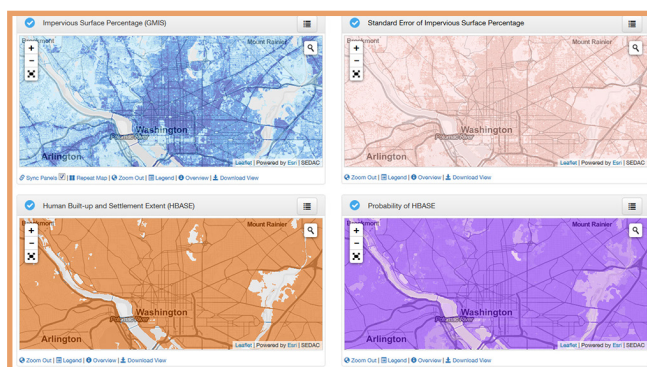 Impervious Surface Percentage (GMIS)
Standard Error of Impervious Surface Percentage
Mount Rainier
Washington
Arlington
Leaflet | Powered by Esri | SEDAC
Mount Rainier
Washington
Arlington
Leaflet | Powered by Esri | SEDAC
Sync Panels | Repeat Map | Zoom Out | Legend | Overview | Download View
Zoom Out | Legend | Overview | Download View
Human Built-up and Settlement Extent (HBASE)
Probability of HBASE
Mount Rainier
Washington
Arlington
Leaflet | Powered by Esri | SEDAC
Mount Rainier
Washington
Arlington
Leaflet | Powered by Esri | SEDAC
Zoom Out | Legend | Overview | Download View
Zoom Out | Legend | Overview | Download View